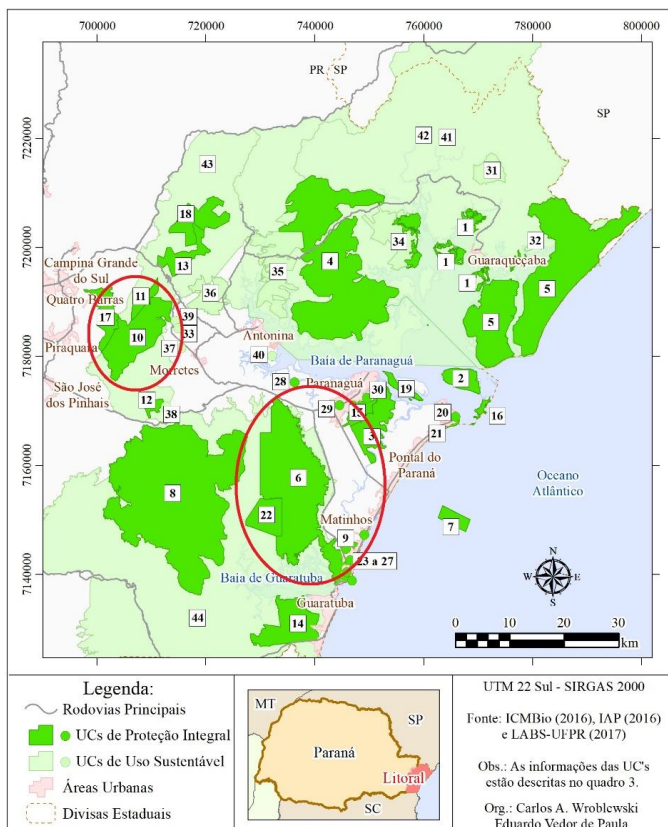 700000 720000 740000 760000 780000 800000
7220000
7200000
7180000
7160000
7140000
PR SP
SP
42 41
43
31
18
1
34
32
4
1
Guaraqueçaba
13
35
1
5
Campina Grande
do Sul
36
Quatro Barras
11
5
17
39
10
33
Antonina
37
Piraquara
40
Baía de Paranaguá
Morretes
28
Paranaguá
2
São José
dos Pinhais
30
19
12
29
15
20
16
38
3
21
Pontal do
Paraná
6
8
Oceano
Atlântico
22
Matinhos
7
9
23 a 27
Baía de Guaratuba
Guaratuba
44
14
N
W E
S
0 10 20 30
km
Legenda:
Rodovias Principais
UCs de Proteção Integral
UCs de Uso Sustentável
Áreas Urbanas
Divisas Estaduais
MT
SP
Paraná
Litoral
SC
UTM 22 Sul - SIRGAS 2000
Fonte: ICMBio (2016), IAP (2016)
e LABS-UFPR (2017)
Obs.: As informações das UC's
estão descritas no quadro 3.
Org.: Carlos A. Wroblewski
Eduardo Vedor de Paula